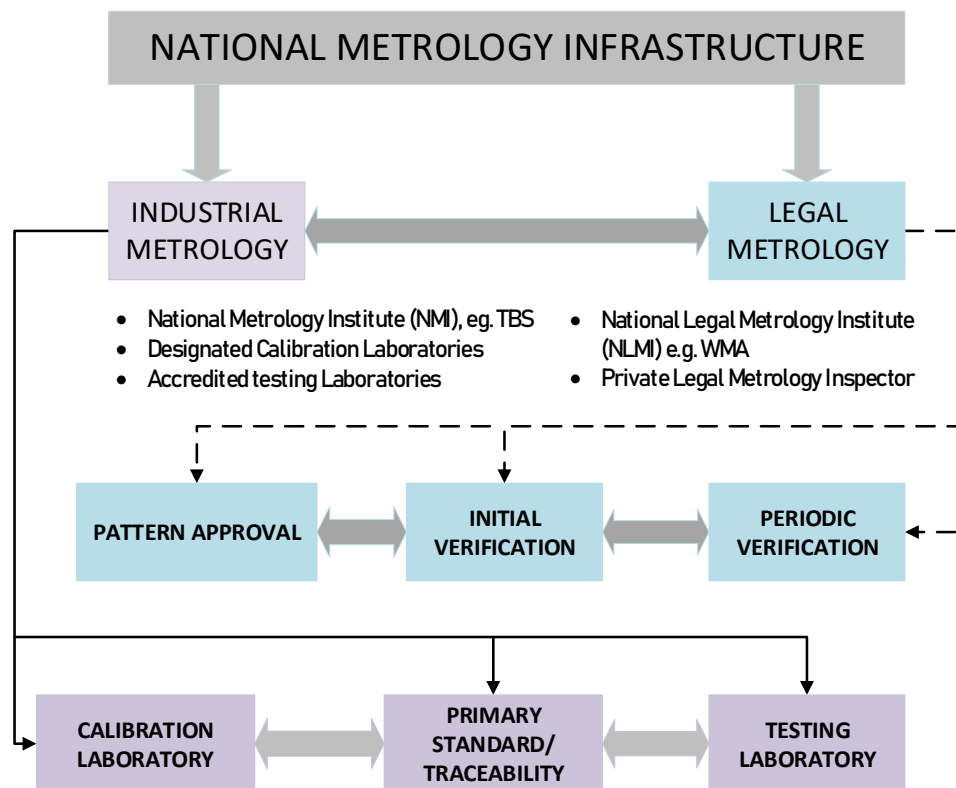 NATIONAL METROLOGY INFRASTRUCTURE
INDUSTRIAL
METROLOGY
LEGAL
METROLOGY
• National Metrology Institute (NMI), eg. TBS
• Designated Calibration Laboratories
• Accredited testing Laboratories
• National Legal Metrology Institute
(NLMI) e.g. WMA
• Private Legal Metrology Inspector
PATTERN APPROVAL
INITIAL
VERIFICATION
PERIODIC
VERIFICATION
CALIBRATION
LABORATORY
PRIMARY
STANDARD/
TRACEABILITY
TESTING
LABORATORY